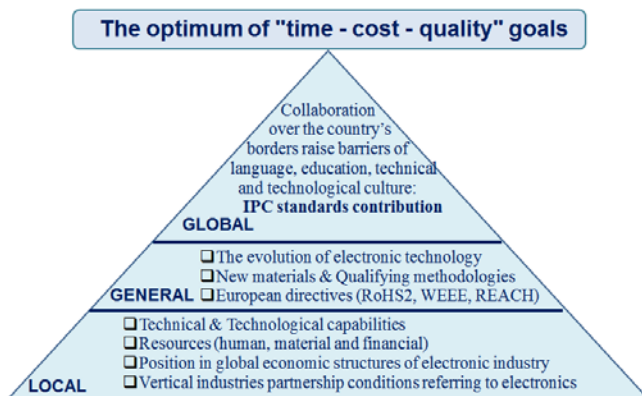 The optimum of "time - cost - quality" goals
Collaboration
over the country's
borders raise barriers of
language, education, technical
and technological culture:
IPC standards contribution
GLOBAL
❑The evolution of electronic technology
❑New materials & Qualifying methodologies
GENERAL ❑European directives (RoHS2, WEEE, REACH)
❑Technical & Technological capabilities
❑Resources (human, material and financial)
❑Position in global economic structures of electronic industry
LOCAL ❑Vertical industries partnership conditions referring to electronics